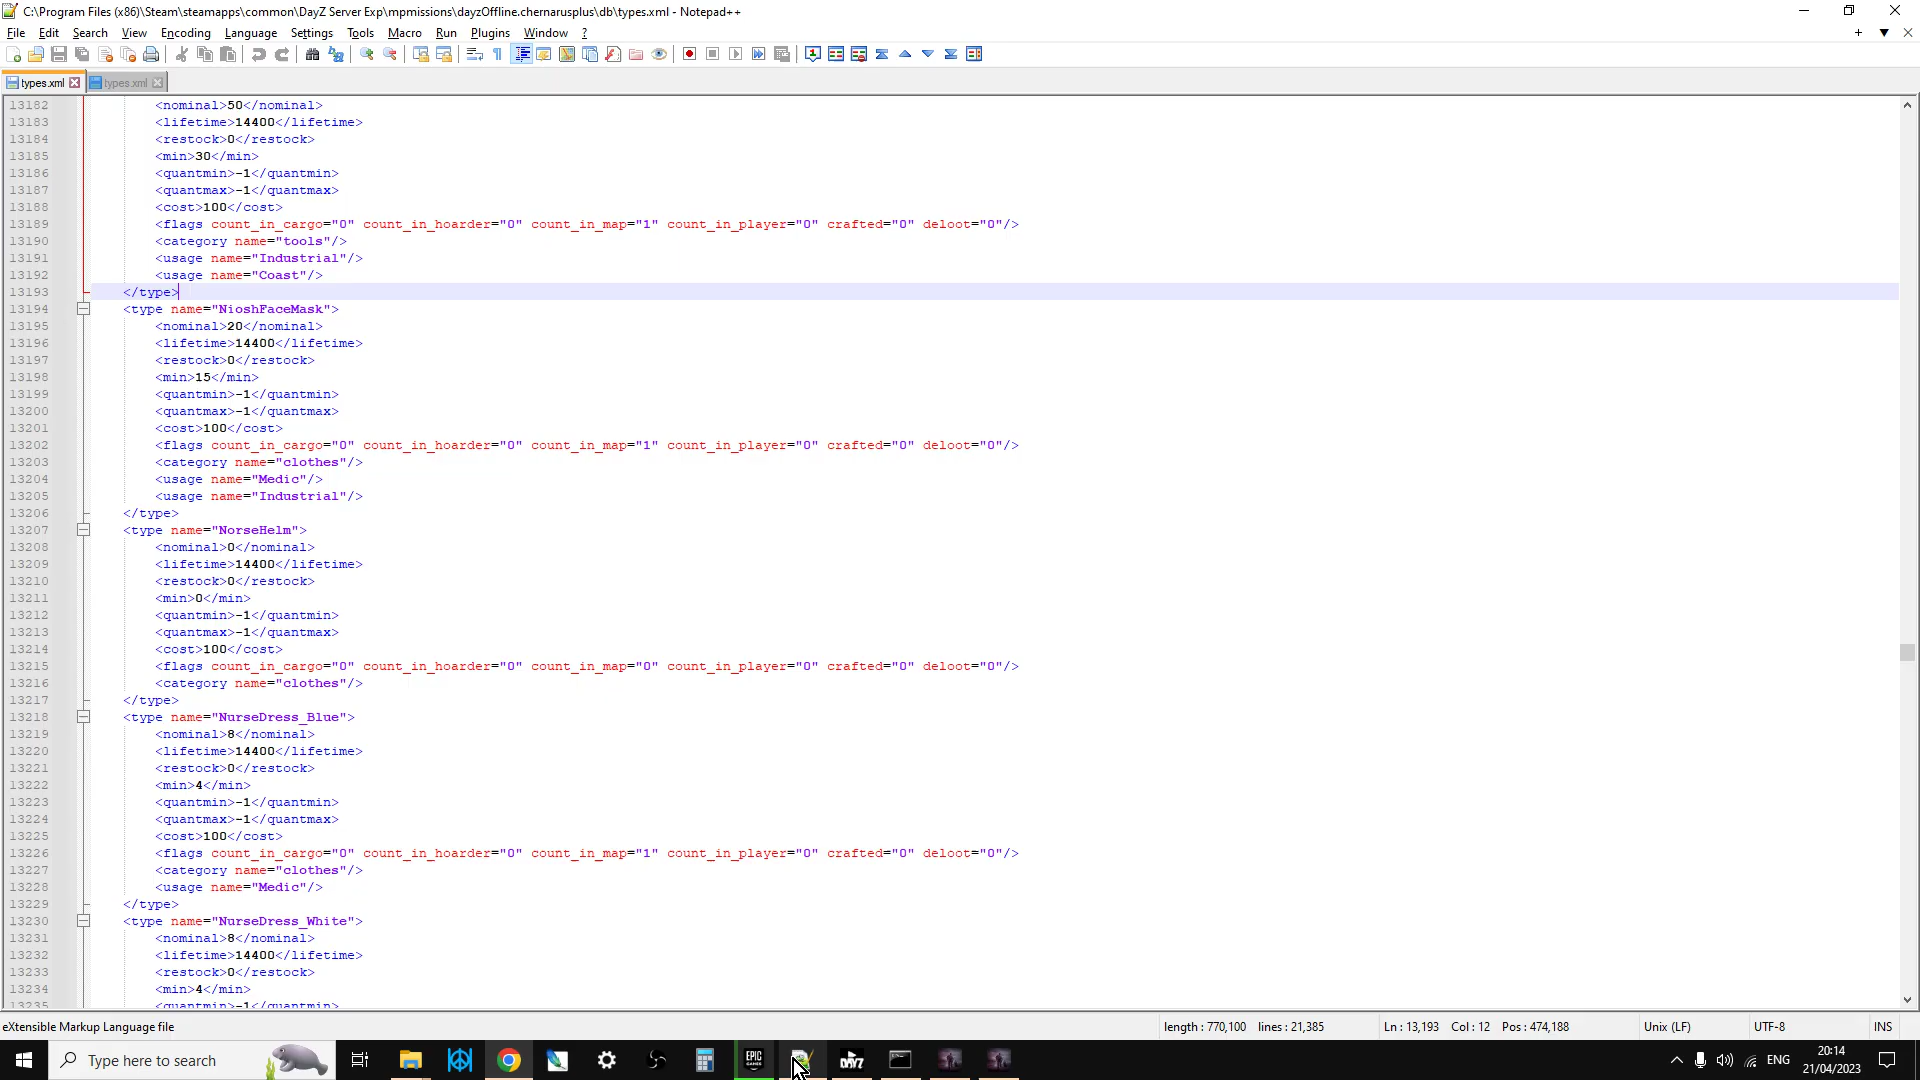 C:\Program Files (x86)\Steam\steamapps\common\DayZ Server Exp\mpmissions\dayzOffline.chernarusplus\db\types.xml - Notepad++
File Edit Search View Encoding Language Settings Tools Macro Run Plugins Window ?
types.xml types.xml
13182 <nominal>50</nominal>
13183 <lifetime>14400</lifetime>
13184 <restock>0</restock>
13185 <min>30</min>
13186 <quantmin>-1</quantmin>
13187 <quantmax>-1</quantmax>
13188 <cost>100</cost>
13189 <flags count_in_cargo="0" count_in_hoarder="0" count_in_map="1" count_in_player="0" crafted="0" deloot="0"/>
13190 <category name="tools"/>
13191 <usage name="Industrial"/>
13192 <usage name="Coast"/>
13193 </type>
13194 <type name="NioshFaceMask">
13195 <nominal>20</nominal>
13196 <lifetime>14400</lifetime>
13197 <restock>0</restock>
13198 <min>15</min>
13199 <quantmin>-1</quantmin>
13200 <quantmax>-1</quantmax>
13201 <cost>100</cost>
13202 <flags count_in_cargo="0" count_in_hoarder="0" count_in_map="1" count_in_player="0" crafted="0" deloot="0"/>
13203 <category name="clothes"/>
13204 <usage name="Medic"/>
13205 <usage name="Industrial"/>
13206 </type>
13207 <type name="NorseHelm">
13208 <nominal>0</nominal>
13209 <lifetime>14400</lifetime>
13210 <restock>0</restock>
13211 <min>0</min>
13212 <quantmin>-1</quantmin>
13213 <quantmax>-1</quantmax>
13214 <cost>100</cost>
13215 <flags count_in_cargo="0" count_in_hoarder="0" count_in_map="0" count_in_player="0" crafted="0" deloot="0"/>
13216 <category name="clothes"/>
13217 </type>
13218 <type name="NurseDress_Blue">
13219 <nominal>8</nominal>
13220 <lifetime>14400</lifetime>
13221 <restock>0</restock>
13222 <min>4</min>
13223 <quantmin>-1</quantmin>
13224 <quantmax>-1</quantmax>
13225 <cost>100</cost>
13226 <flags count_in_cargo="0" count_in_hoarder="0" count_in_map="1" count_in_player="0" crafted="0" deloot="0"/>
13227 <category name="clothes"/>
13228 <usage name="Medic"/>
13229 </type>
13230 <type name="NurseDress_White">
13231 <nominal>8</nominal>
13232 <lifetime>14400</lifetime>
13233 <restock>0</restock>
13234 <min>4</min>
13235 <quantmin>-1</quantmin>
eXtensible Markup Language file length : 770,100 lines : 21,385 Ln : 13,193 Col : 12 Pos : 474,188 Unix (LF) UTF-8 INS
Type here to search EPIC GAMES DAYZ ENG 20:14
21/04/2023